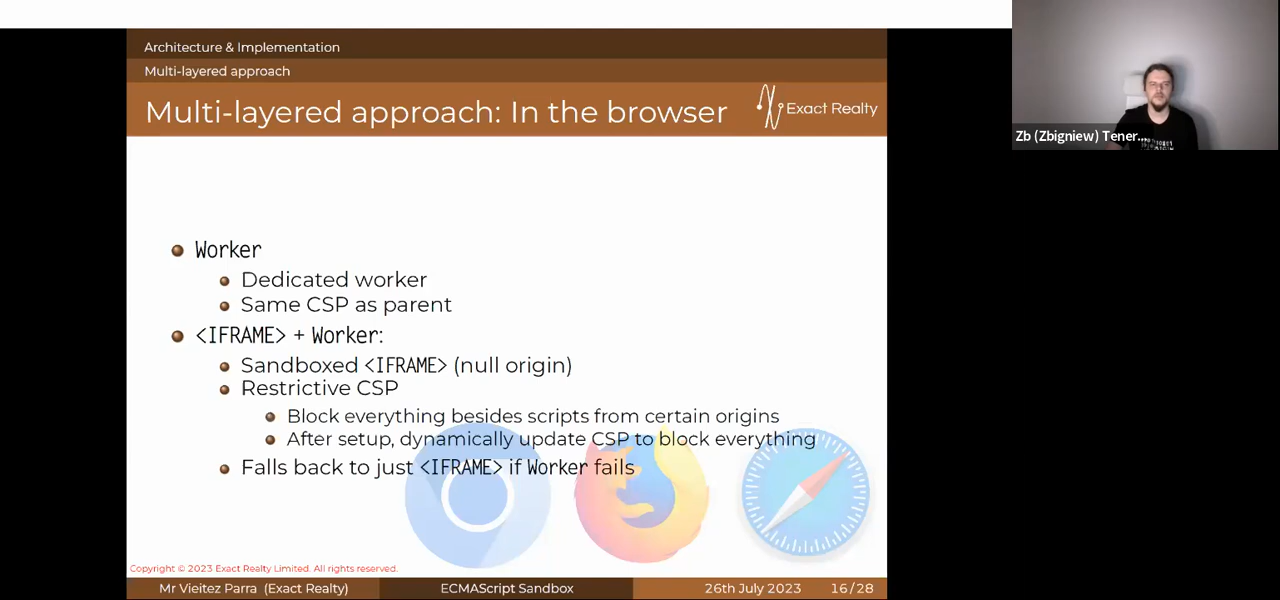 Architecture & Implementation
Multi-layered approach
Multi-layered approach: In the browser
Exact Realty
Zb (Zbigniew) Tener...
Worker
Dedicated worker
Same CSP as parent
<IFRAME> + Worker:
Sandboxed <IFRAME> (null origin)
Restrictive CSP
Block everything besides scripts from certain origins
After setup, dynamically update CSP to block everything
Falls back to just <IFRAME> if Worker fails
Copyright © 2023 Exact Realty Limited. All rights reserved.
Mr Vieitez Parra (Exact Realty)
ECMAScript Sandbox
26th July 2023
16/28